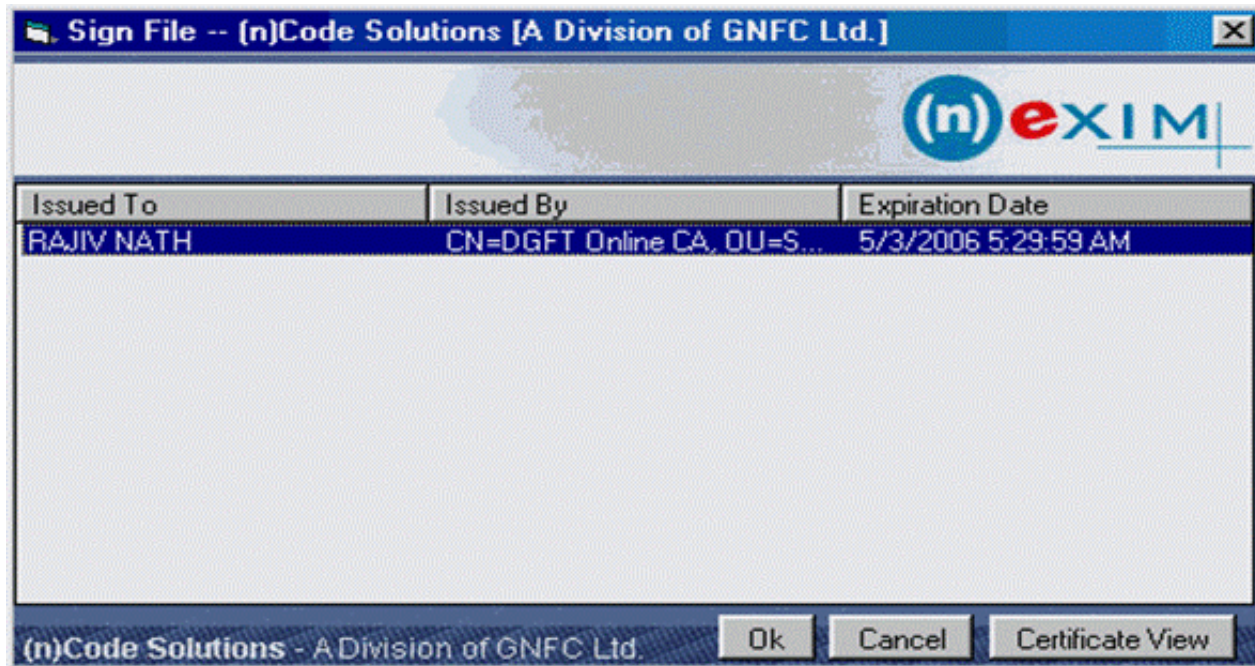 Sign File -- (n)Code Solutions [A Division of GNFC Ltd.]
(n)exim
Issued To Issued By Expiration Date
RAJIV NATH CN=DGFT Online CA, OU=S... 5/3/2006 5:29:59 AM
(n)Code Solutions - A Division of GNFC Ltd. Ok Cancel Certificate View